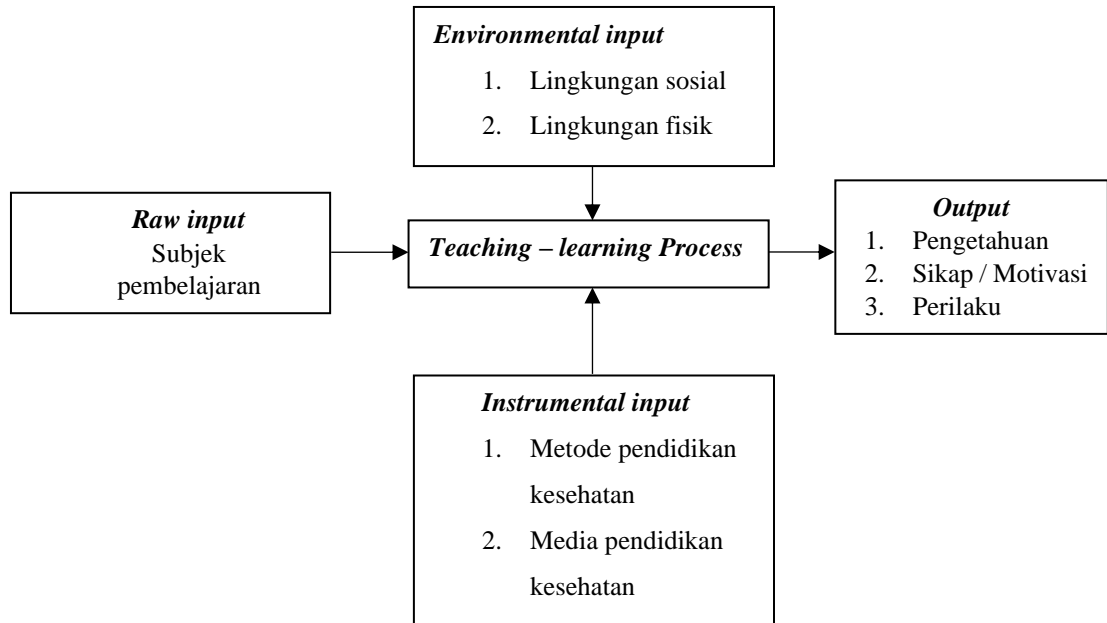 Environmental input
1. Lingkungan sosial
2. Lingkungan fisik
Raw input
Subjek
pembelajaran
Teaching – learning Process
Output
1. Pengetahuan
2. Sikap / Motivasi
3. Perilaku
Instrumental input
1. Metode pendidikan
kesehatan
2. Media pendidikan
kesehatan